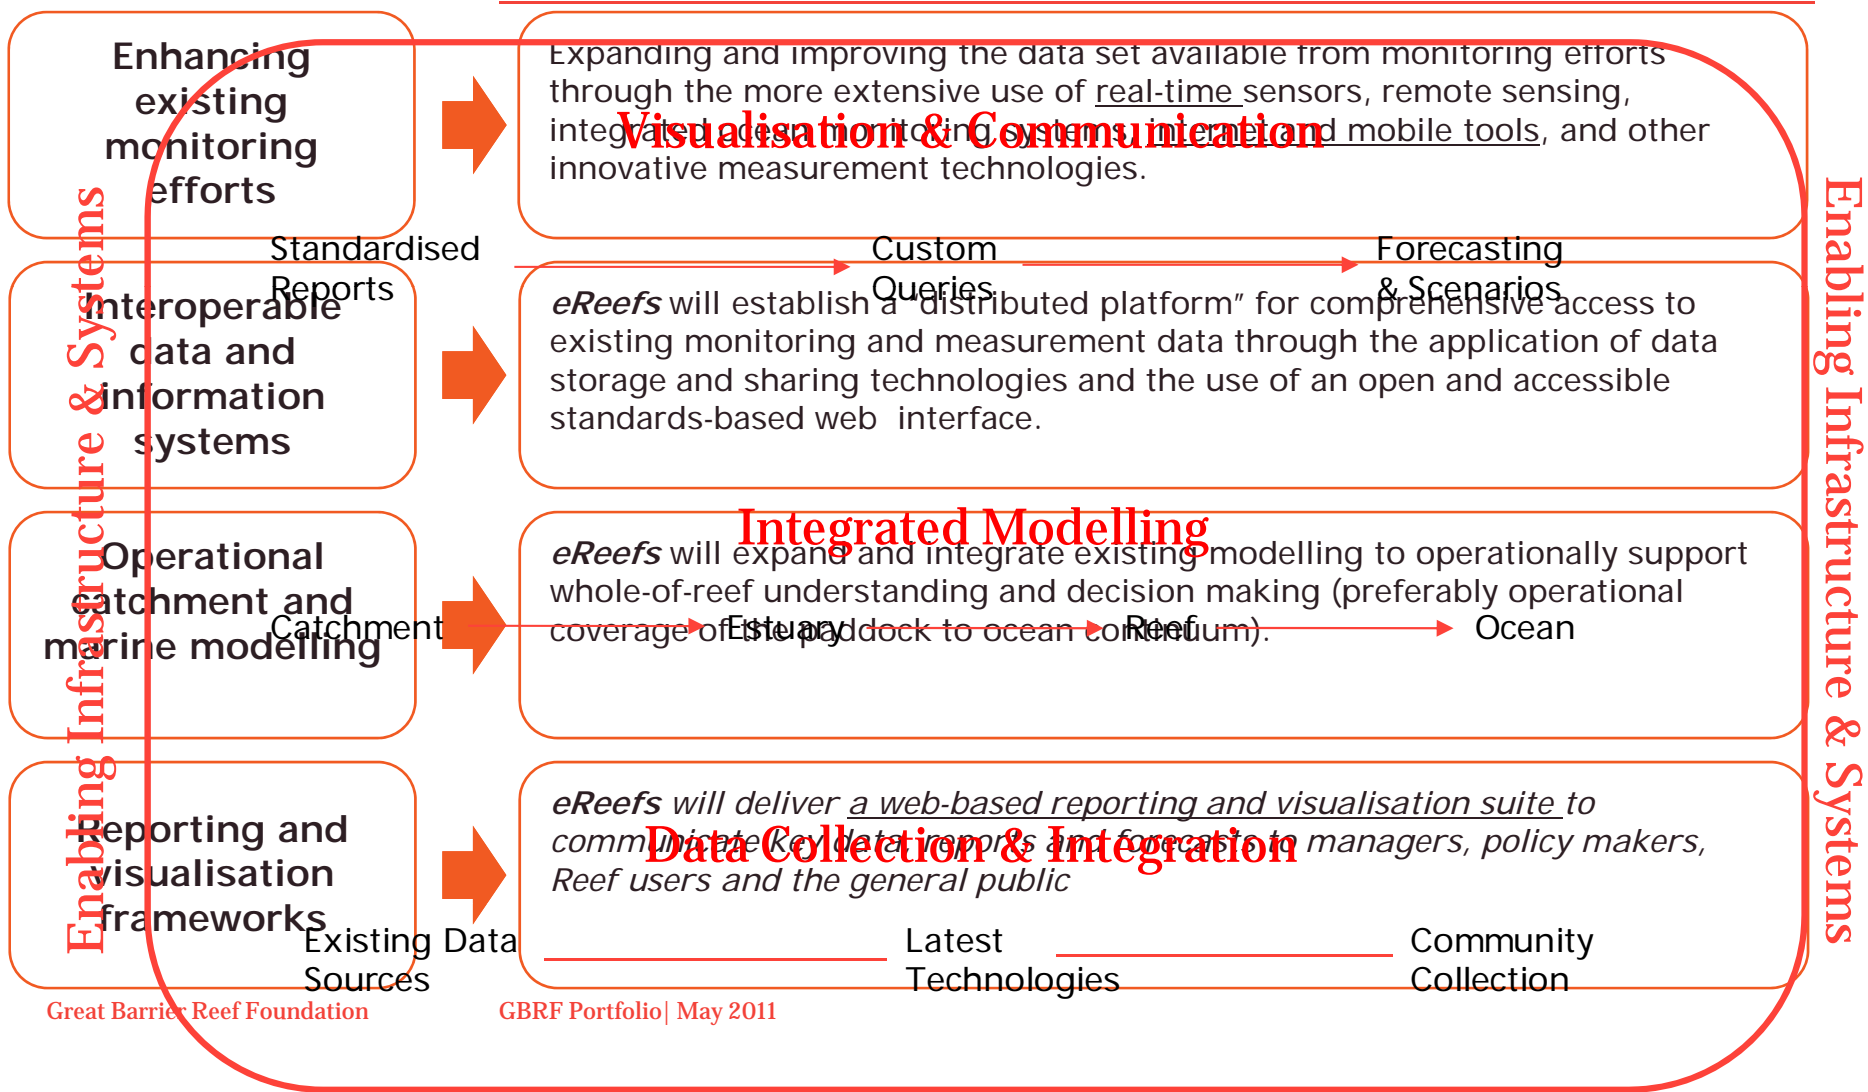 Enhancing
existing
monitoring
efforts
Expanding and improving the data set available from monitoring efforts
through the more extensive use of real-time sensors, remote sensing,
integrated ocean monitoring systems, internet and mobile tools, and other
innovative measurement technologies.
Visualisation & Communication
Standardised
Reports
Custom
Queries
Forecasting
& Scenarios
Interoperable
data and
information
systems
eReefs will establish a “distributed platform” for comprehensive access to
existing monitoring and measurement data through the application of data
storage and sharing technologies and the use of an open and accessible
standards-based web interface.
Integrated Modelling
Operational
catchment and
marine modelling
eReefs will expand and integrate existing modelling to operationally support
whole-of-reef understanding and decision making (preferably operational
coverage of the paddock to ocean continuum).
Catchment
Estuary
Reef
Ocean
Reporting and
visualisation
frameworks
eReefs will deliver a web-based reporting and visualisation suite to
communicate key data, reports and forecasts to managers, policy makers,
Reef users and the general public
Data Collection & Integration
Existing Data
Sources
Latest
Technologies
Community
Collection
Enabling Infrastructure & Systems
Enabling Infrastructure & Systems
Great Barrier Reef Foundation
GBRF Portfolio| May 2011